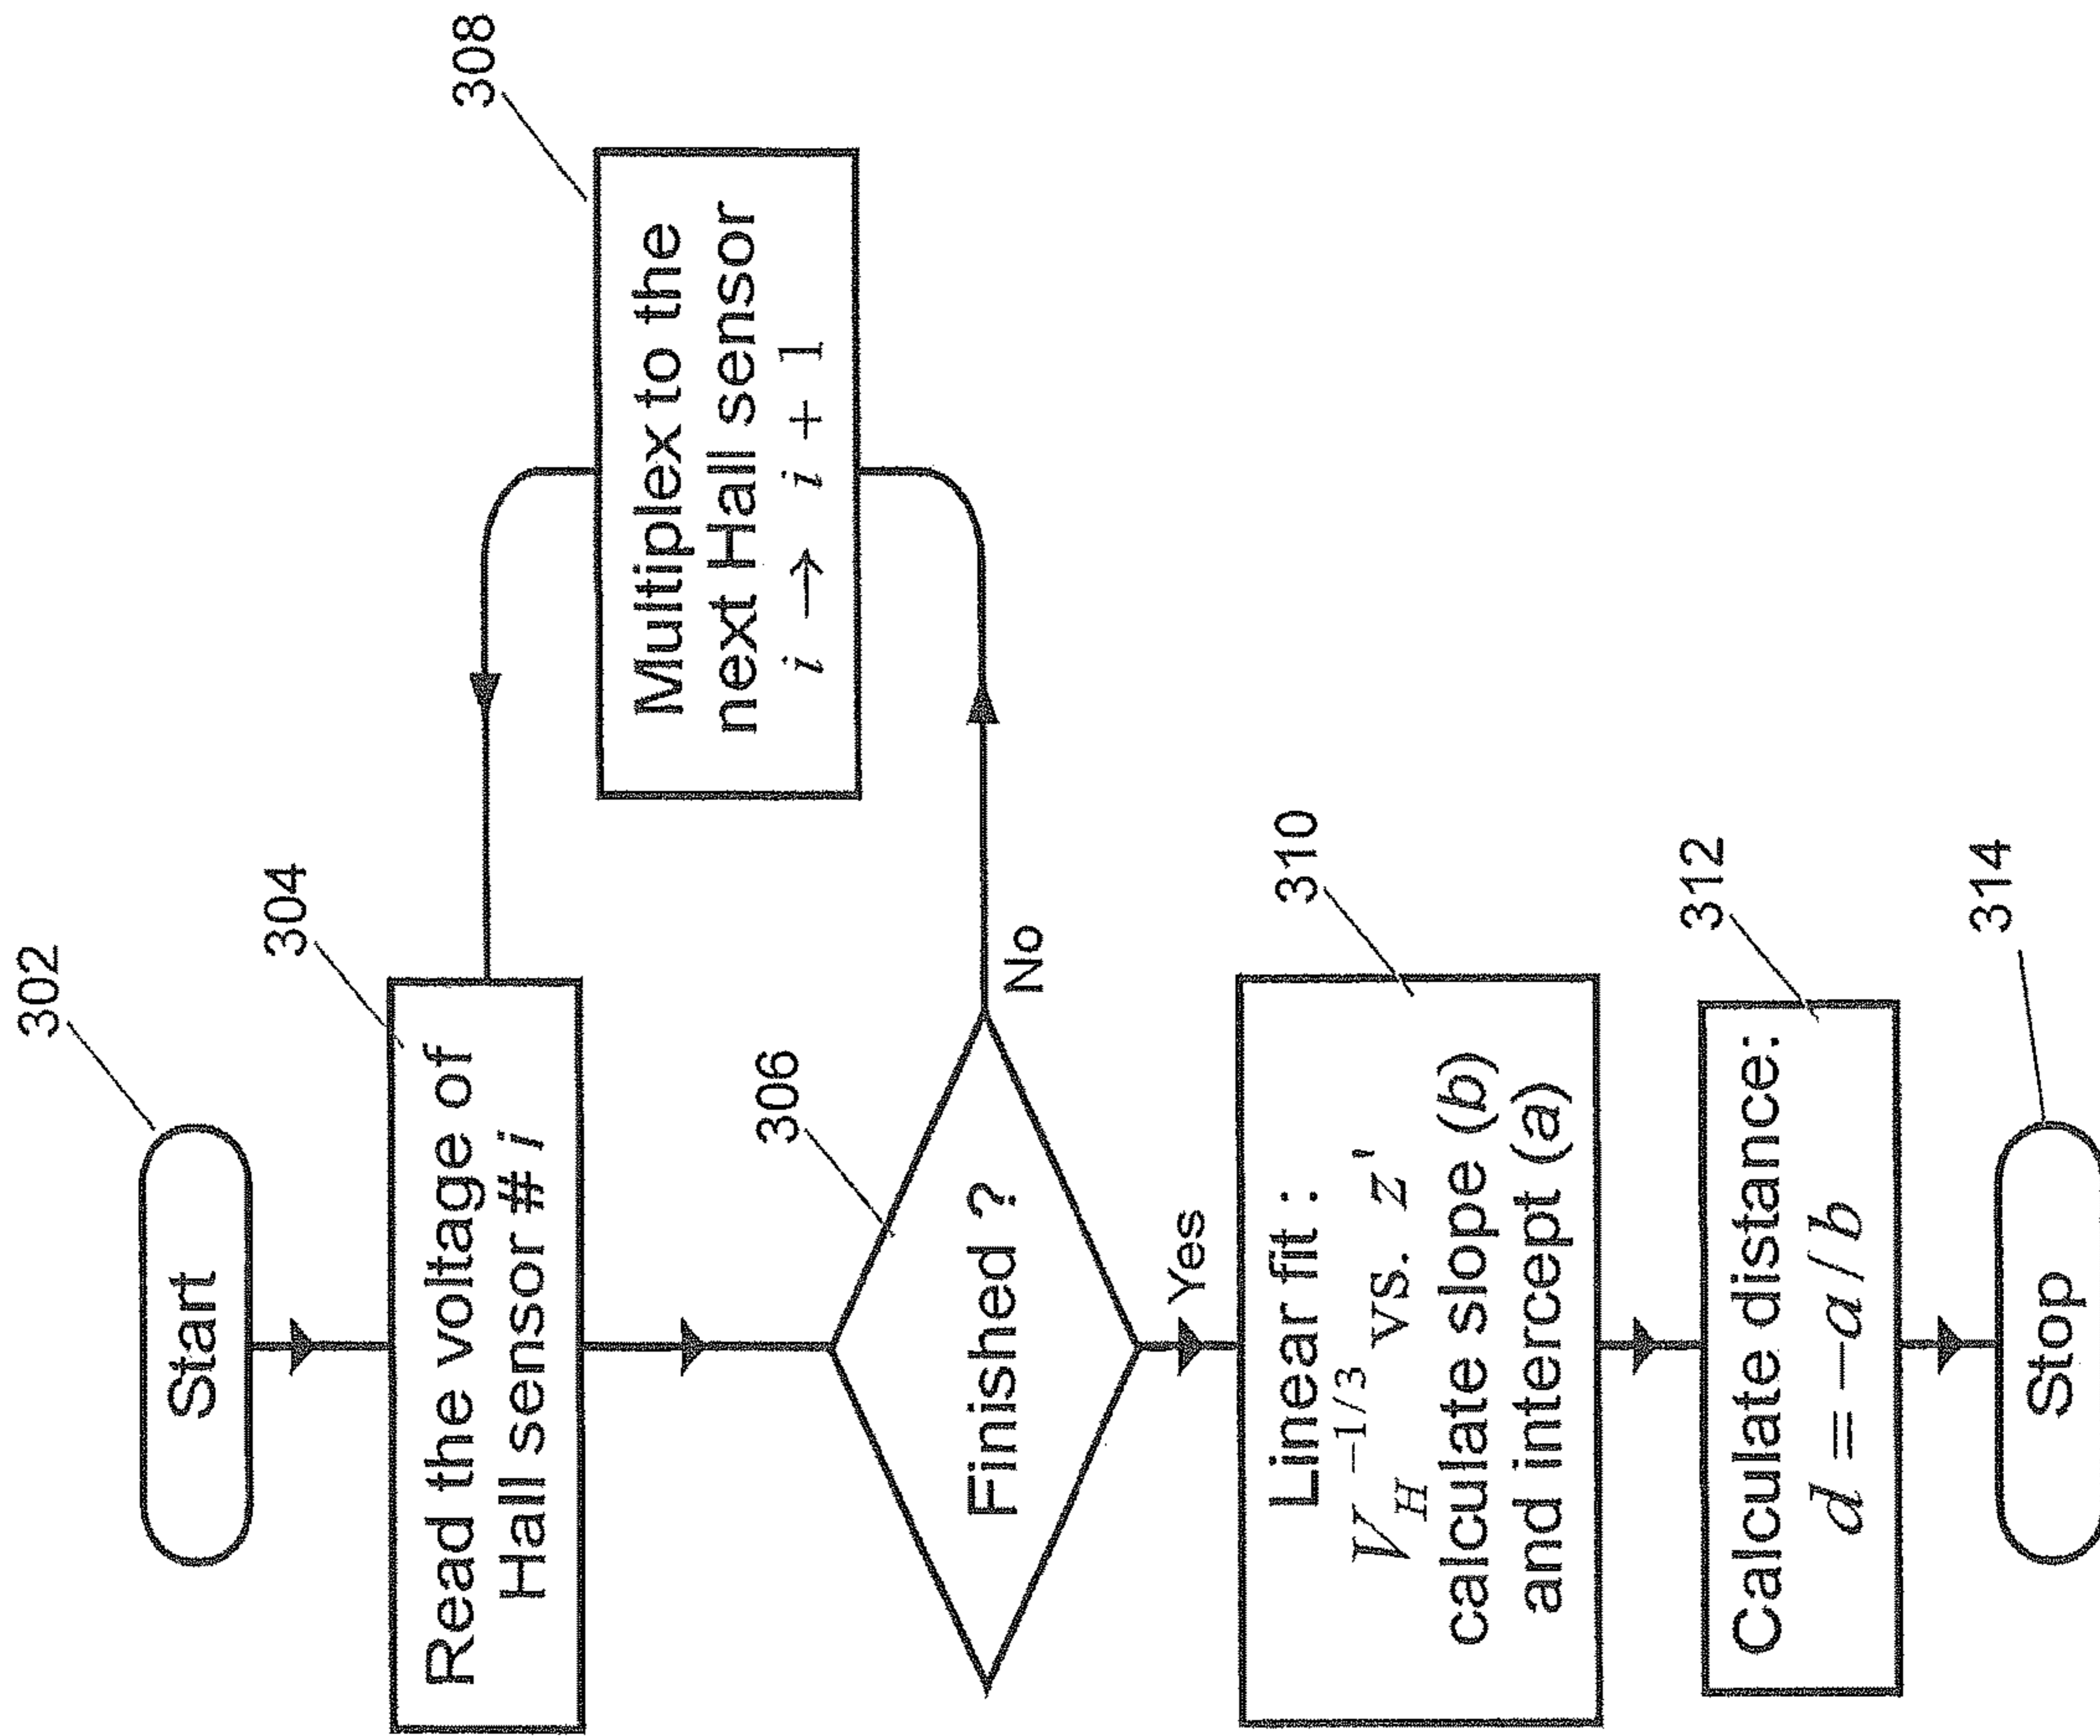 302
Start
304
Read the voltage of
Hall sensor # i
306
Finished ?
No
308
Multiplex to the
next Hall sensor
i → i + 1
Yes
310
Linear fit :
V_H^{-1/3} vs. z'
calculate slope (b)
and intercept (a)
312
Calculate distance:
d = -a / b
314
Stop